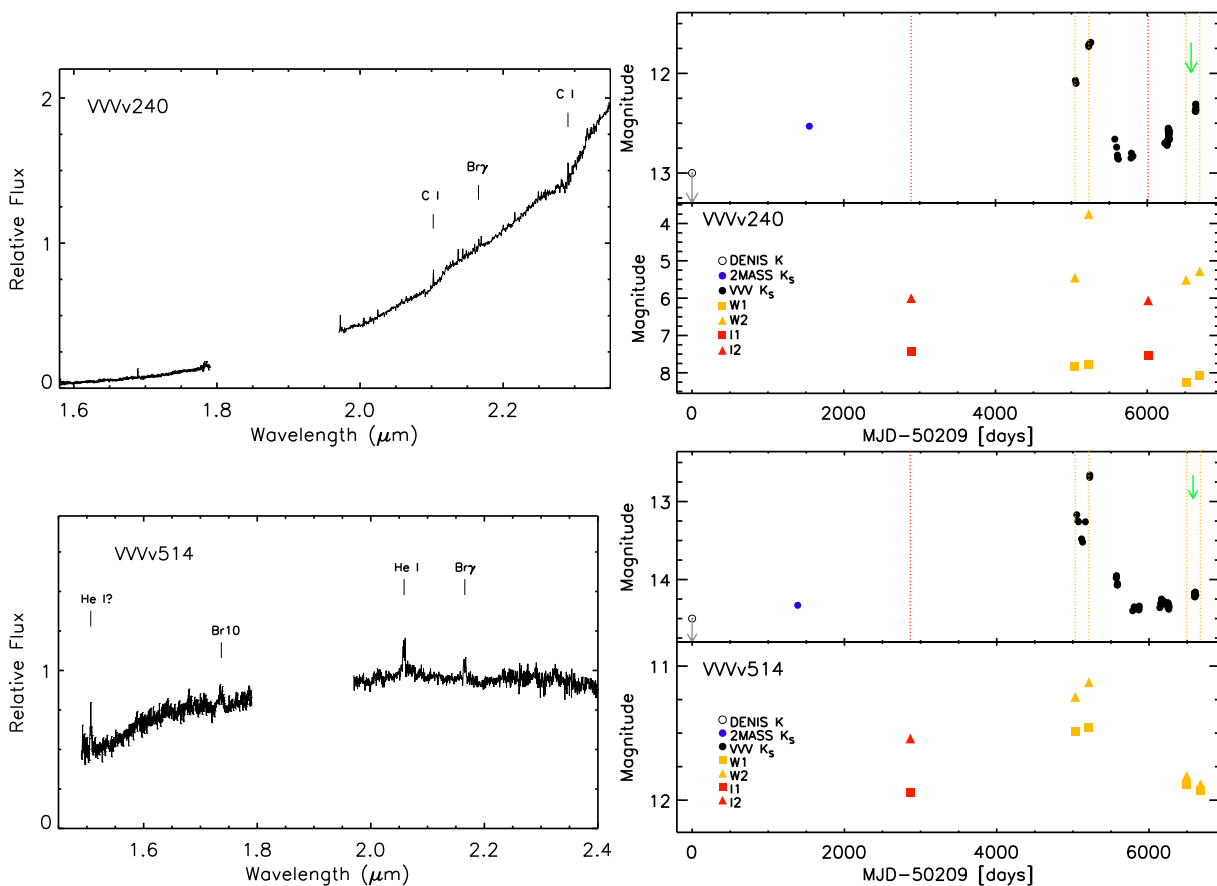 VVVv240
C I
Brγ
C I
Relative Flux
2
1
0
1.6
1.8
2.0
2.2
Wavelength (μm)
Magnitude
12
13
VVVv240
DENIS K
2MASS Ks
VVV Ks
W1
W2
I1
I2
Magnitude
4
5
6
7
8
0
2000
4000
6000
MJD-50209 [days]
VVVv514
He I?
Br10
He I
Brγ
Relative Flux
1
0
1.6
1.8
2.0
2.2
2.4
Wavelength (μm)
Magnitude
13
14
VVVv514
DENIS K
2MASS Ks
VVV Ks
W1
W2
I1
I2
Magnitude
11
12
0
2000
4000
6000
MJD-50209 [days]